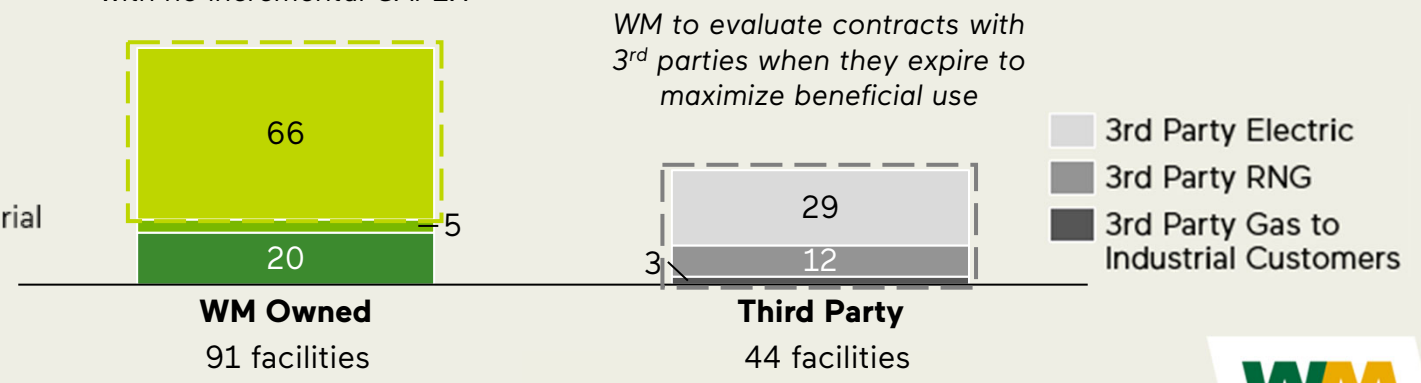 WM to evaluate contracts with
3rd parties when they expire to
maximize beneficial use
66
5
20
rial
29
12
3
3rd Party Electric
3rd Party RNG
3rd Party Gas to
Industrial Customers
WM Owned
91 facilities
Third Party
44 facilities
WM